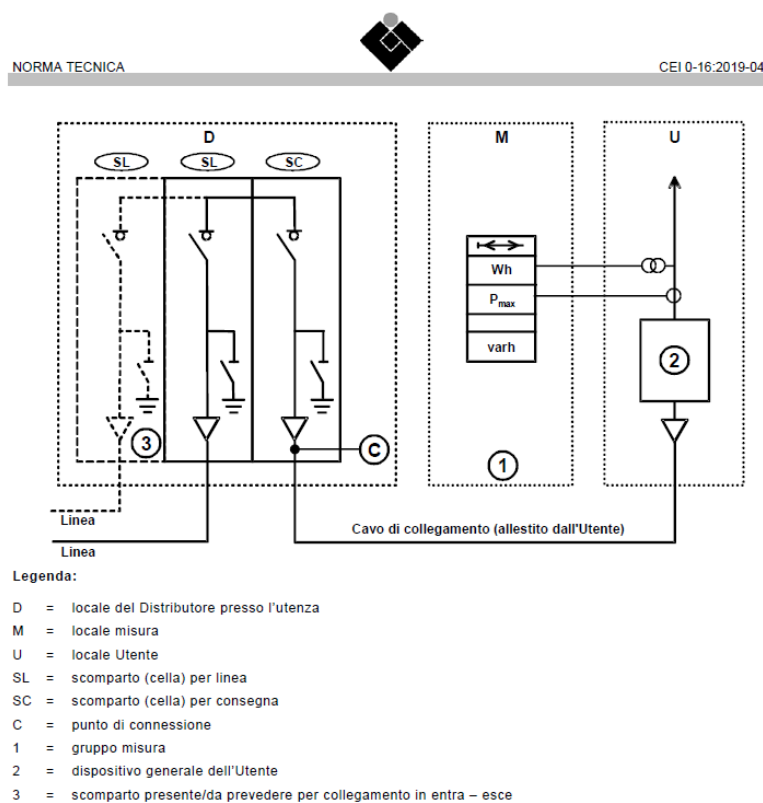 NORMA TECNICA
CEI 0-16:2019-04
D
M
U
SL
SL
SC
Wh
Pmax
varh
2
3
C
1
Linea
Cavo di collegamento (allestito dall'Utente)
Linea
Legenda:
D = locale del Distributore presso l'utenza
M = locale misura
U = locale Utente
SL = scomparto (cella) per linea
SC = scomparto (cella) per consegna
C = punto di connessione
1 = gruppo misura
2 = dispositivo generale dell'Utente
3 = scomparto presente/da prevedere per collegamento in entra – esce